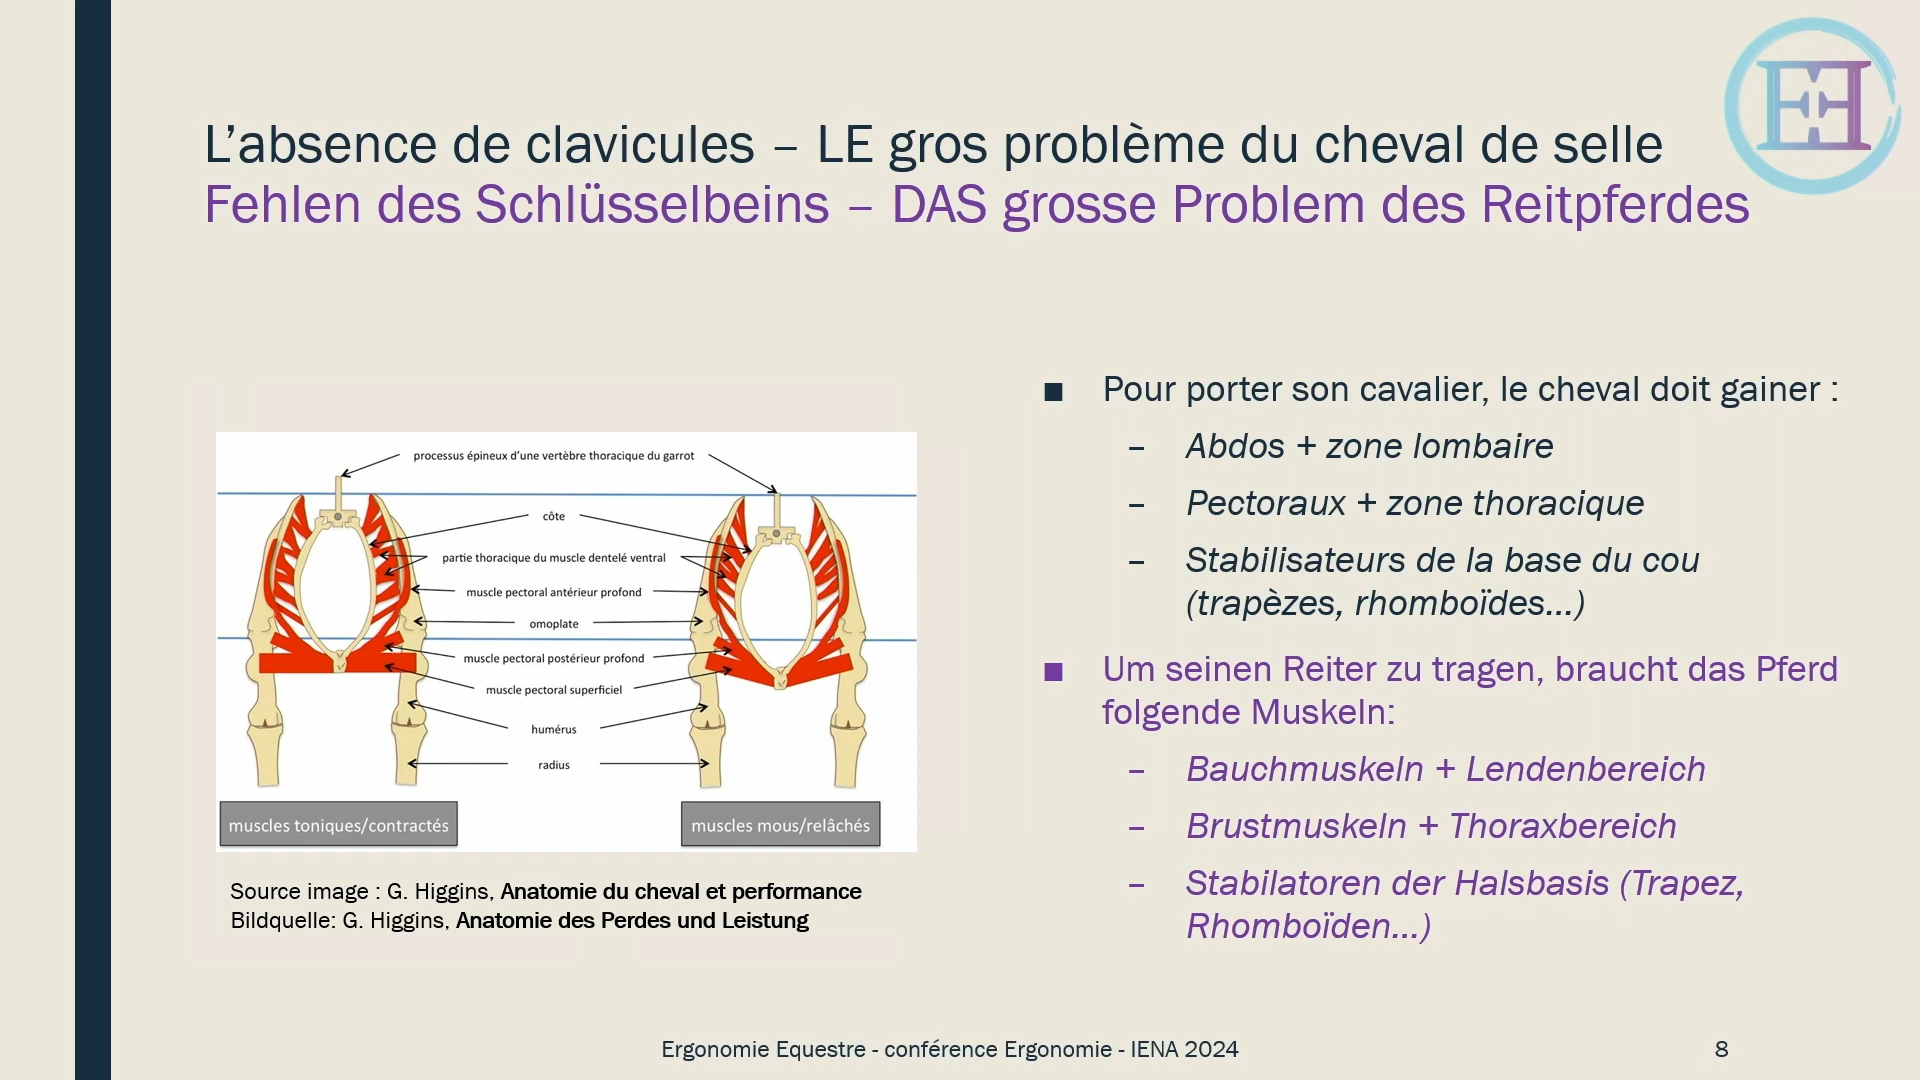 L’absence de clavicules – LE gros problème du cheval de selle
Fehlen des Schlüsselbeins – DAS grosse Problem des Reitpferdes
processus épineux d’une vertèbre thoracique du garrot
côte
partie thoracique du muscle dentelé ventral
muscle pectoral antérieur profond
omoplate
muscle pectoral postérieur profond
muscle pectoral superficiel
humérus
radius
muscles toniques/contractés
muscles mous/relâchés
Source image : G. Higgins, Anatomie du cheval et performance
Bildquelle: G. Higgins, Anatomie des Perdes und Leistung
■ Pour porter son cavalier, le cheval doit gainer :
– Abdos + zone lombaire
– Pectoraux + zone thoracique
– Stabilisateurs de la base du cou
(trapèzes, rhomboïdes...)
■ Um seinen Reiter zu tragen, braucht das Pferd
folgende Muskeln:
– Bauchmuskeln + Lendenbereich
– Brustmuskeln + Thoraxbereich
– Stabilatoren der Halsbasis (Trapez,
Rhomboïden...)
Ergonomie Equestre - conférence Ergonomie - IENA 2024
8